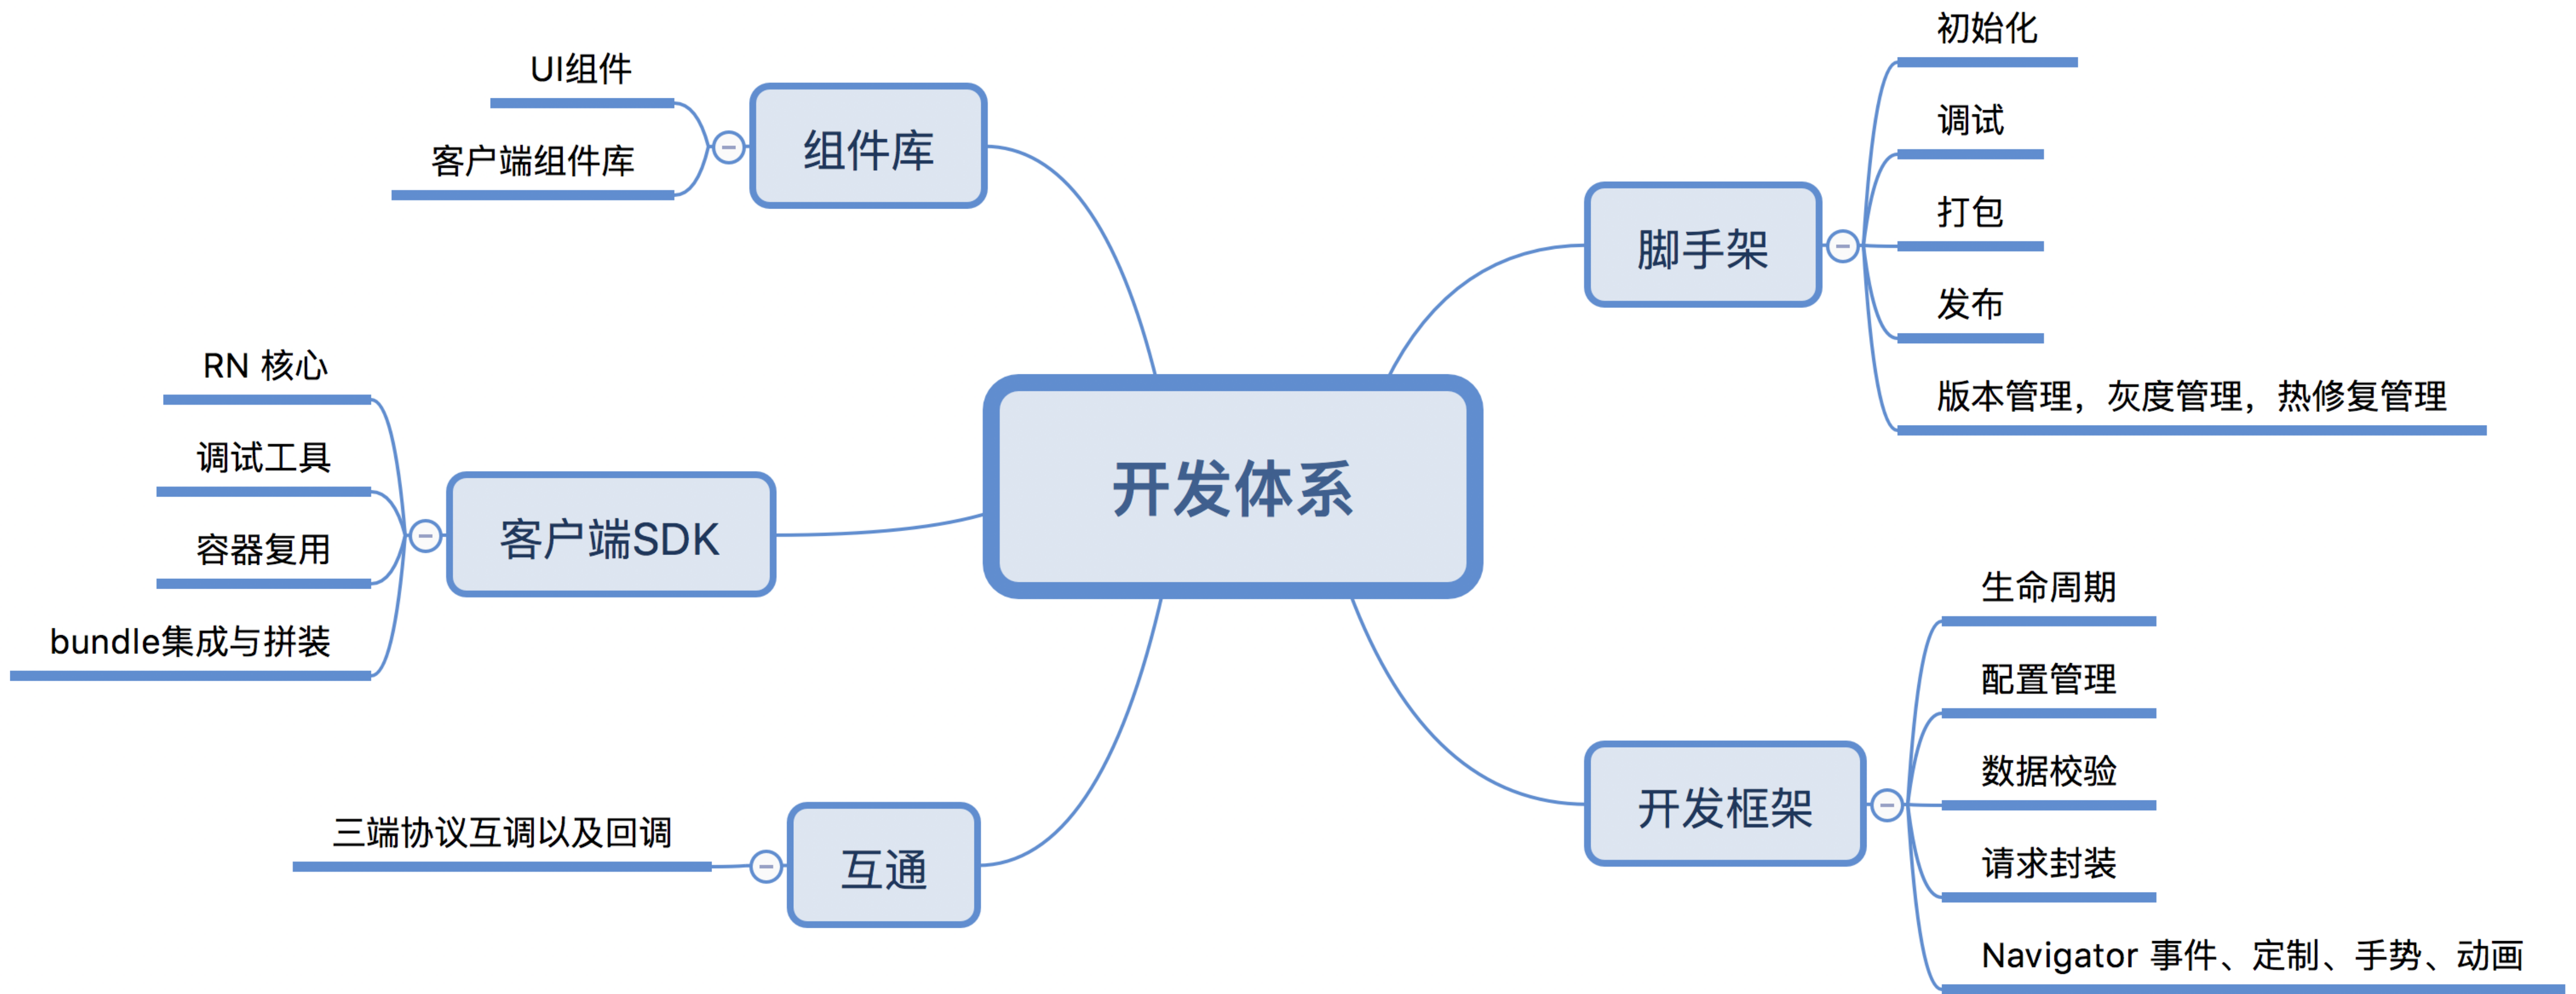 开发体系
脚手架
初始化
调试
打包
发布
版本管理，灰度管理，热修复管理
开发框架
生命周期
配置管理
数据校验
请求封装
Navigator 事件、定制、手势、动画
组件库
UI组件
客户端组件库
客户端SDK
RN 核心
调试工具
容器复用
bundle集成与拼装
互通
三端协议互调以及回调